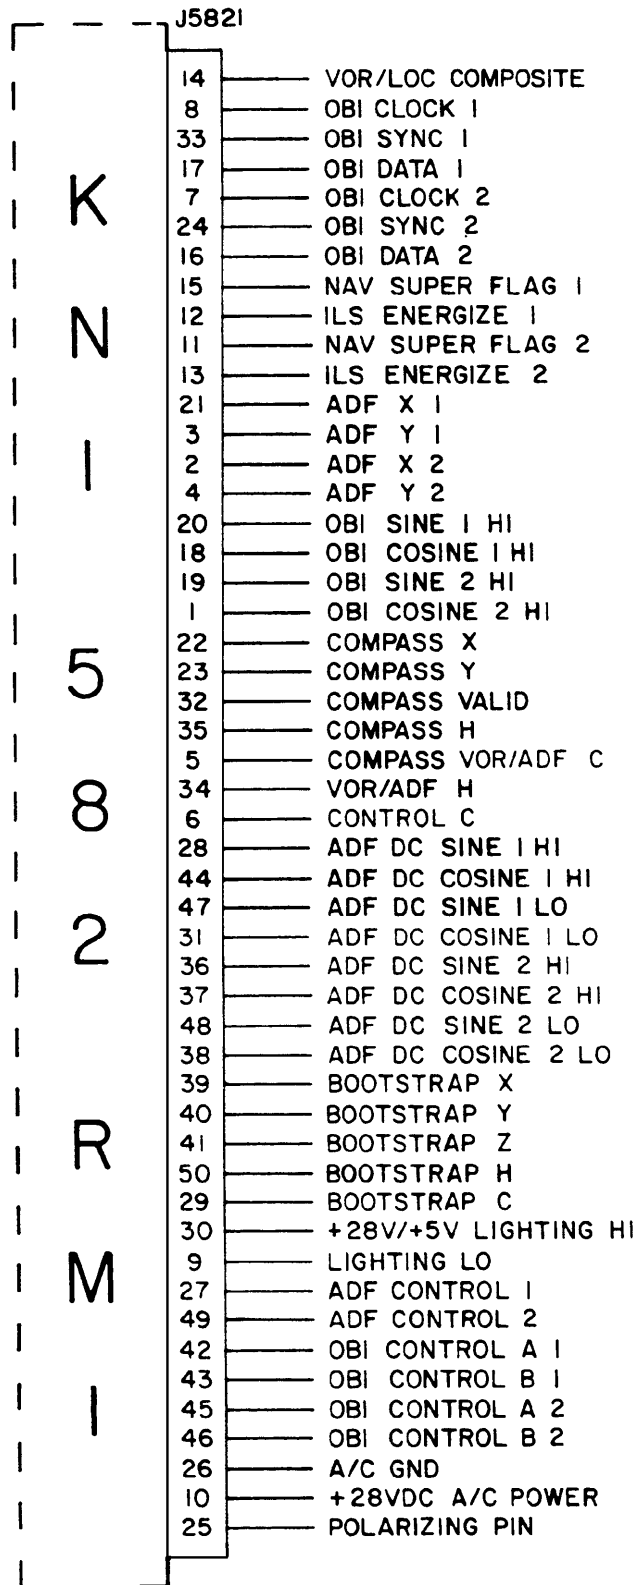 J5821
14 VOR/LOC COMPOSITE
8 OBI CLOCK 1
33 OBI SYNC 1
17 OBI DATA 1
7 OBI CLOCK 2
24 OBI SYNC 2
16 OBI DATA 2
15 NAV SUPER FLAG 1
12 ILS ENERGIZE 1
11 NAV SUPER FLAG 2
13 ILS ENERGIZE 2
21 ADF X 1
3 ADF Y 1
2 ADF X 2
4 ADF Y 2
20 OBI SINE 1 HI
18 OBI COSINE 1 HI
19 OBI SINE 2 HI
1 OBI COSINE 2 HI
22 COMPASS X
23 COMPASS Y
32 COMPASS VALID
35 COMPASS H
5 COMPASS VOR/ADF C
34 VOR/ADF H
6 CONTROL C
28 ADF DC SINE 1 HI
44 ADF DC COSINE 1 HI
47 ADF DC SINE 1 LO
31 ADF DC COSINE 1 LO
36 ADF DC SINE 2 HI
37 ADF DC COSINE 2 HI
48 ADF DC SINE 2 LO
38 ADF DC COSINE 2 LO
39 BOOTSTRAP X
40 BOOTSTRAP Y
41 BOOTSTRAP Z
50 BOOTSTRAP H
29 BOOTSTRAP C
30 +28V/+5V LIGHTING HI
9 LIGHTING LO
27 ADF CONTROL 1
49 ADF CONTROL 2
42 OBI CONTROL A 1
43 OBI CONTROL B 1
45 OBI CONTROL A 2
46 OBI CONTROL B 2
26 A/C GND
10 +28VDC A/C POWER
25 POLARIZING PIN
KNI 582 RMI